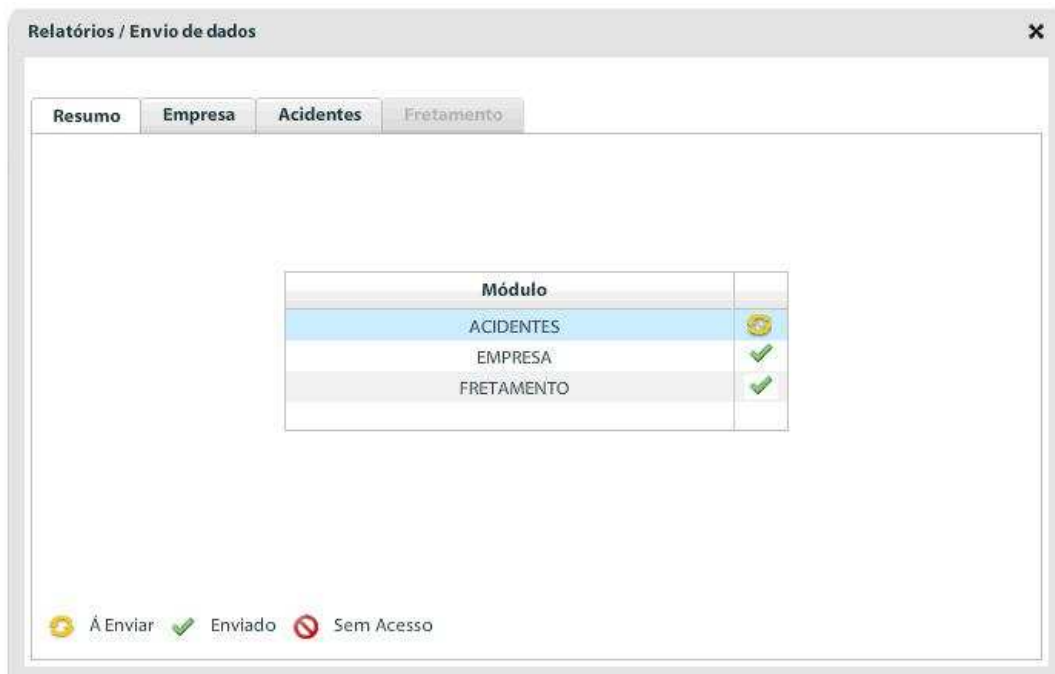 Relatórios / Envio de dados
Resumo Empresa Acidentes Fretamento
Módulo
ACIDENTES
EMPRESA
FRETAMENTO
Á Enviar Enviado Sem Acesso